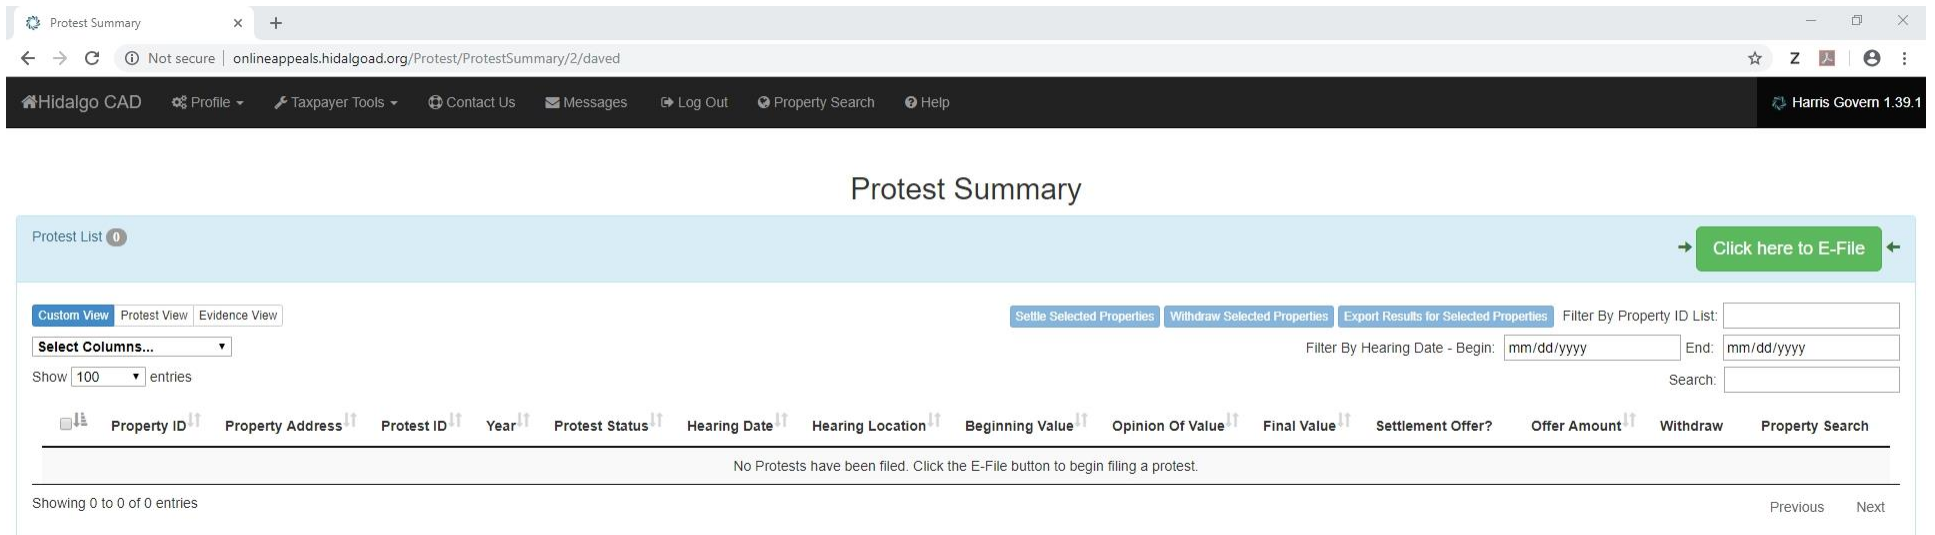 Protest Summary
Not secure | onlineappeals.hidalgoad.org/Protest/ProtestSummary/2/daved
Z
Hidalgo CAD Profile Taxpayer Tools Contact Us Messages Log Out Property Search Help Harris Govern 1.39.1
Protest Summary
Protest List 0
Click here to E-File
Custom View Protest View Evidence View Settle Selected Properties Withdraw Selected Properties Export Results for Selected Properties Filter By Property ID List:
Select Columns... Filter By Hearing Date - Begin: mm/dd/yyyy End: mm/dd/yyyy
Show 100 entries Search:
Property ID Property Address Protest ID Year Protest Status Hearing Date Hearing Location Beginning Value Opinion Of Value Final Value Settlement Offer? Offer Amount Withdraw Property Search
No Protests have been filed. Click the E-File button to begin filing a protest.
Showing 0 to 0 of 0 entries Previous Next